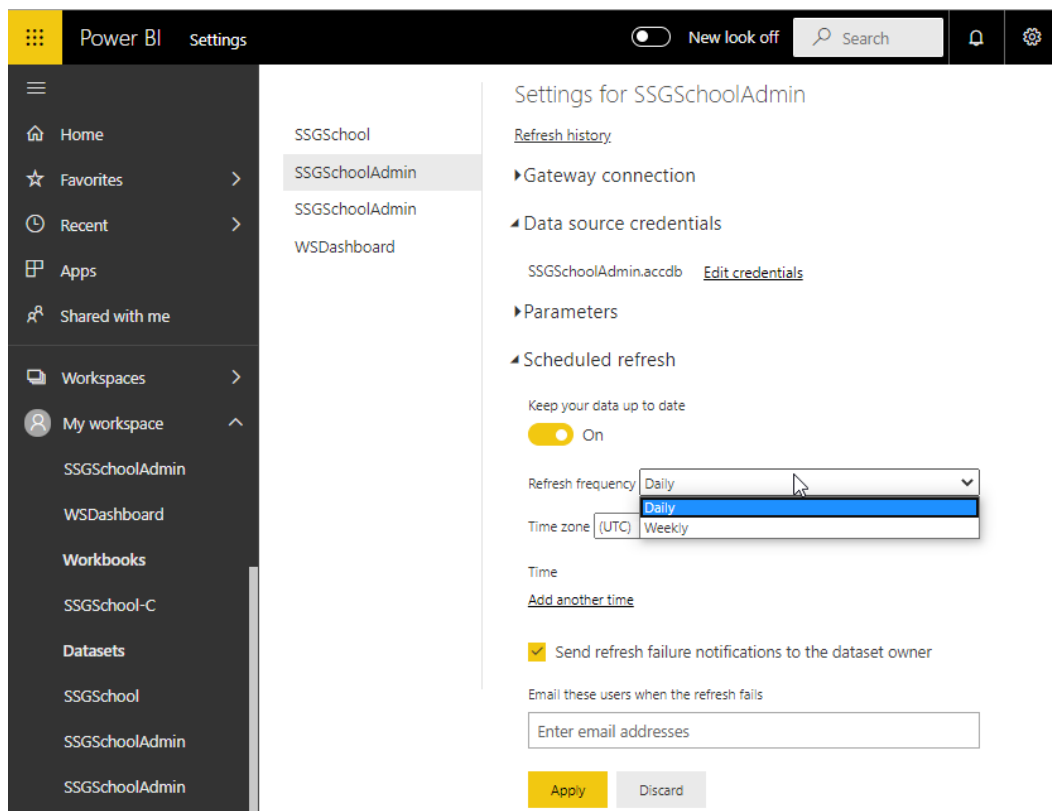 Power BI Settings New look off Search
Home
Favorites
Recent
Apps
Shared with me
Workspaces
My workspace
SSGSchoolAdmin
WSDashboard
Workbooks
SSGSchool-C
Datasets
SSGSchool
SSGSchoolAdmin
SSGSchoolAdmin
SSGSchool
SSGSchoolAdmin
SSGSchoolAdmin
WSDashboard
Settings for SSGSchoolAdmin
Refresh history
Gateway connection
Data source credentials
SSGSchoolAdmin.accdb Edit credentials
Parameters
Scheduled refresh
Keep your data up to date
On
Refresh frequency Daily
Daily
Time zone (UTC) Weekly
Time
Add another time
Send refresh failure notifications to the dataset owner
Email these users when the refresh fails
Enter email addresses
Apply Discard